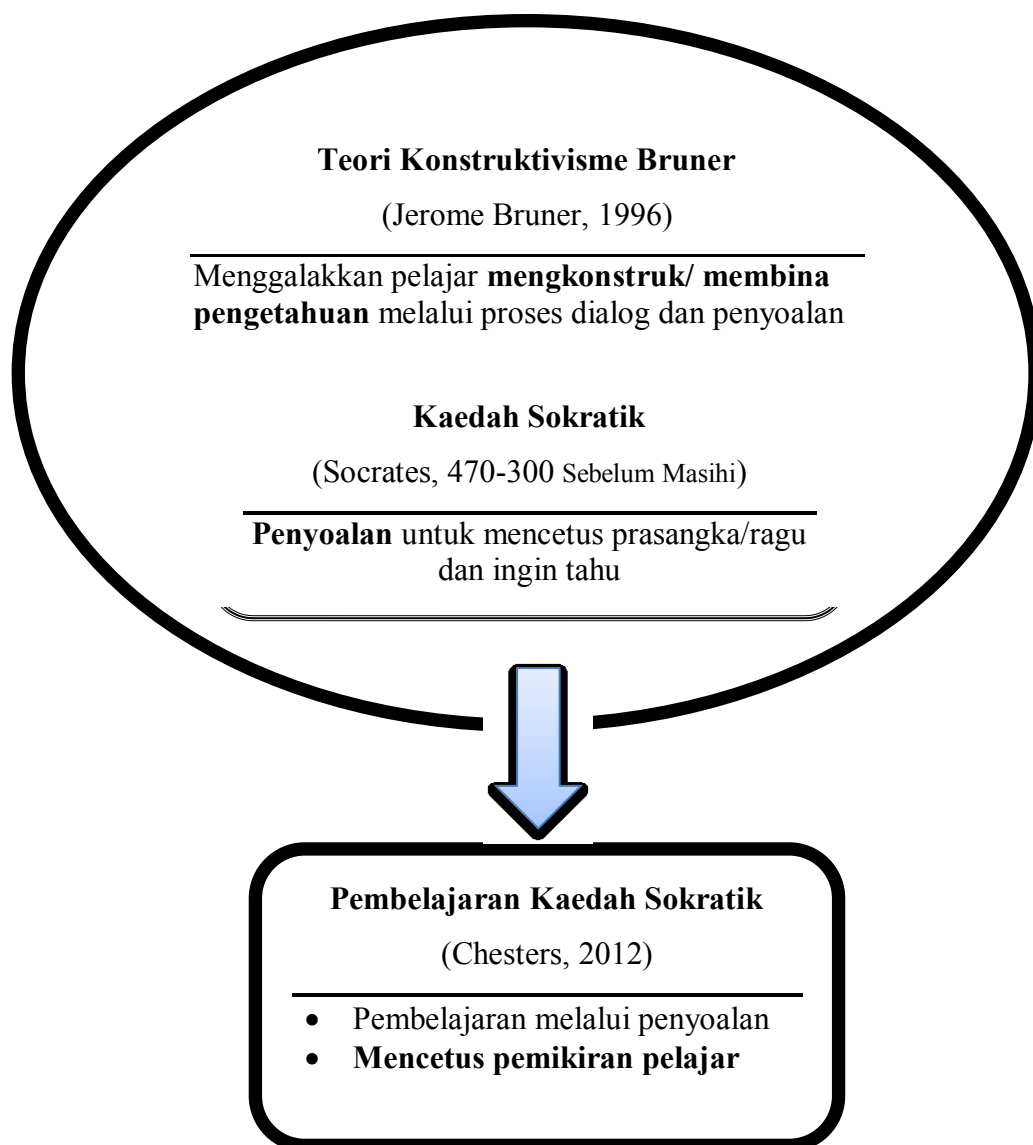 Teori Konstruktivisme Bruner
(Jerome Bruner, 1996)
Menggalakkan pelajar mengkonstruk/ membina
pengetahuan melalui proses dialog dan penyoalan
Kaedah Sokratik
(Socrates, 470-300 Sebelum Masihi)
Penyoalan untuk mencetus prasangka/ragu
dan ingin tahu
Pembelajaran Kaedah Sokratik
(Chesters, 2012)
• Pembelajaran melalui penyoalan
• Mencetus pemikiran pelajar